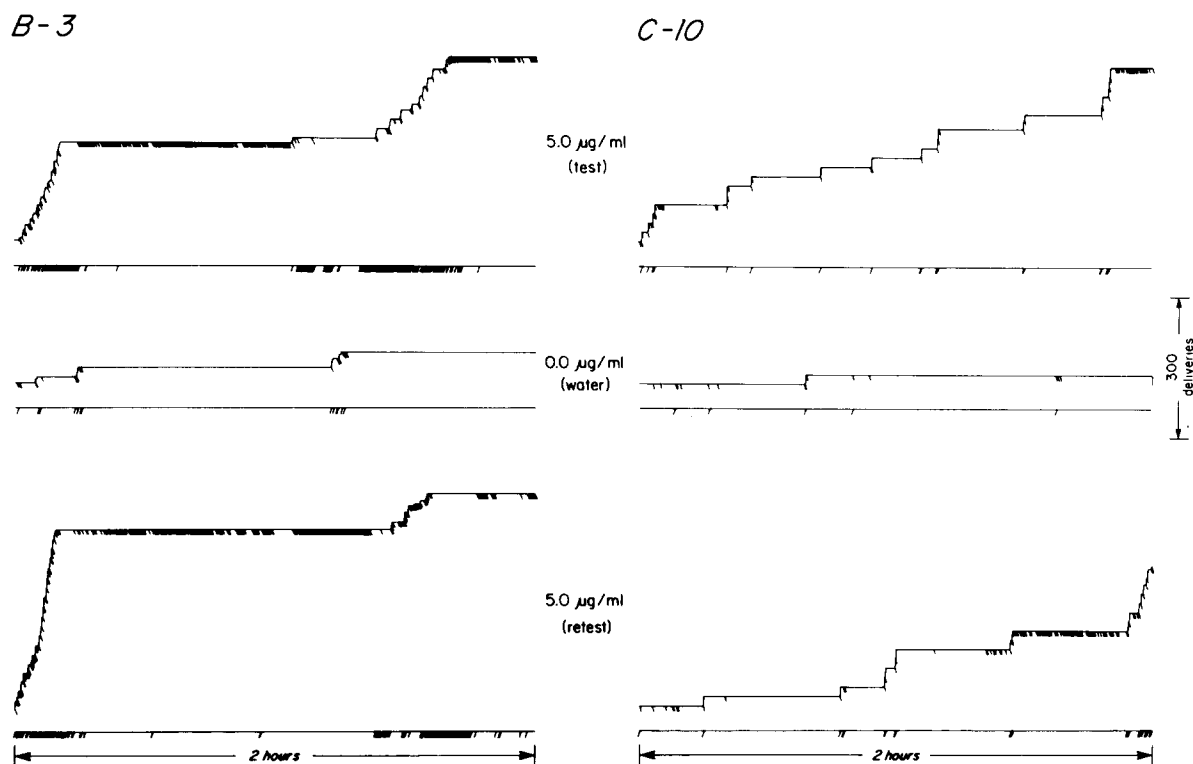 B-3
C-10
5.0 µg/ml
(test)
0.0 µg/ml
(water)
300
deliveries
5.0 µg/ml
(retest)
2 hours
2 hours